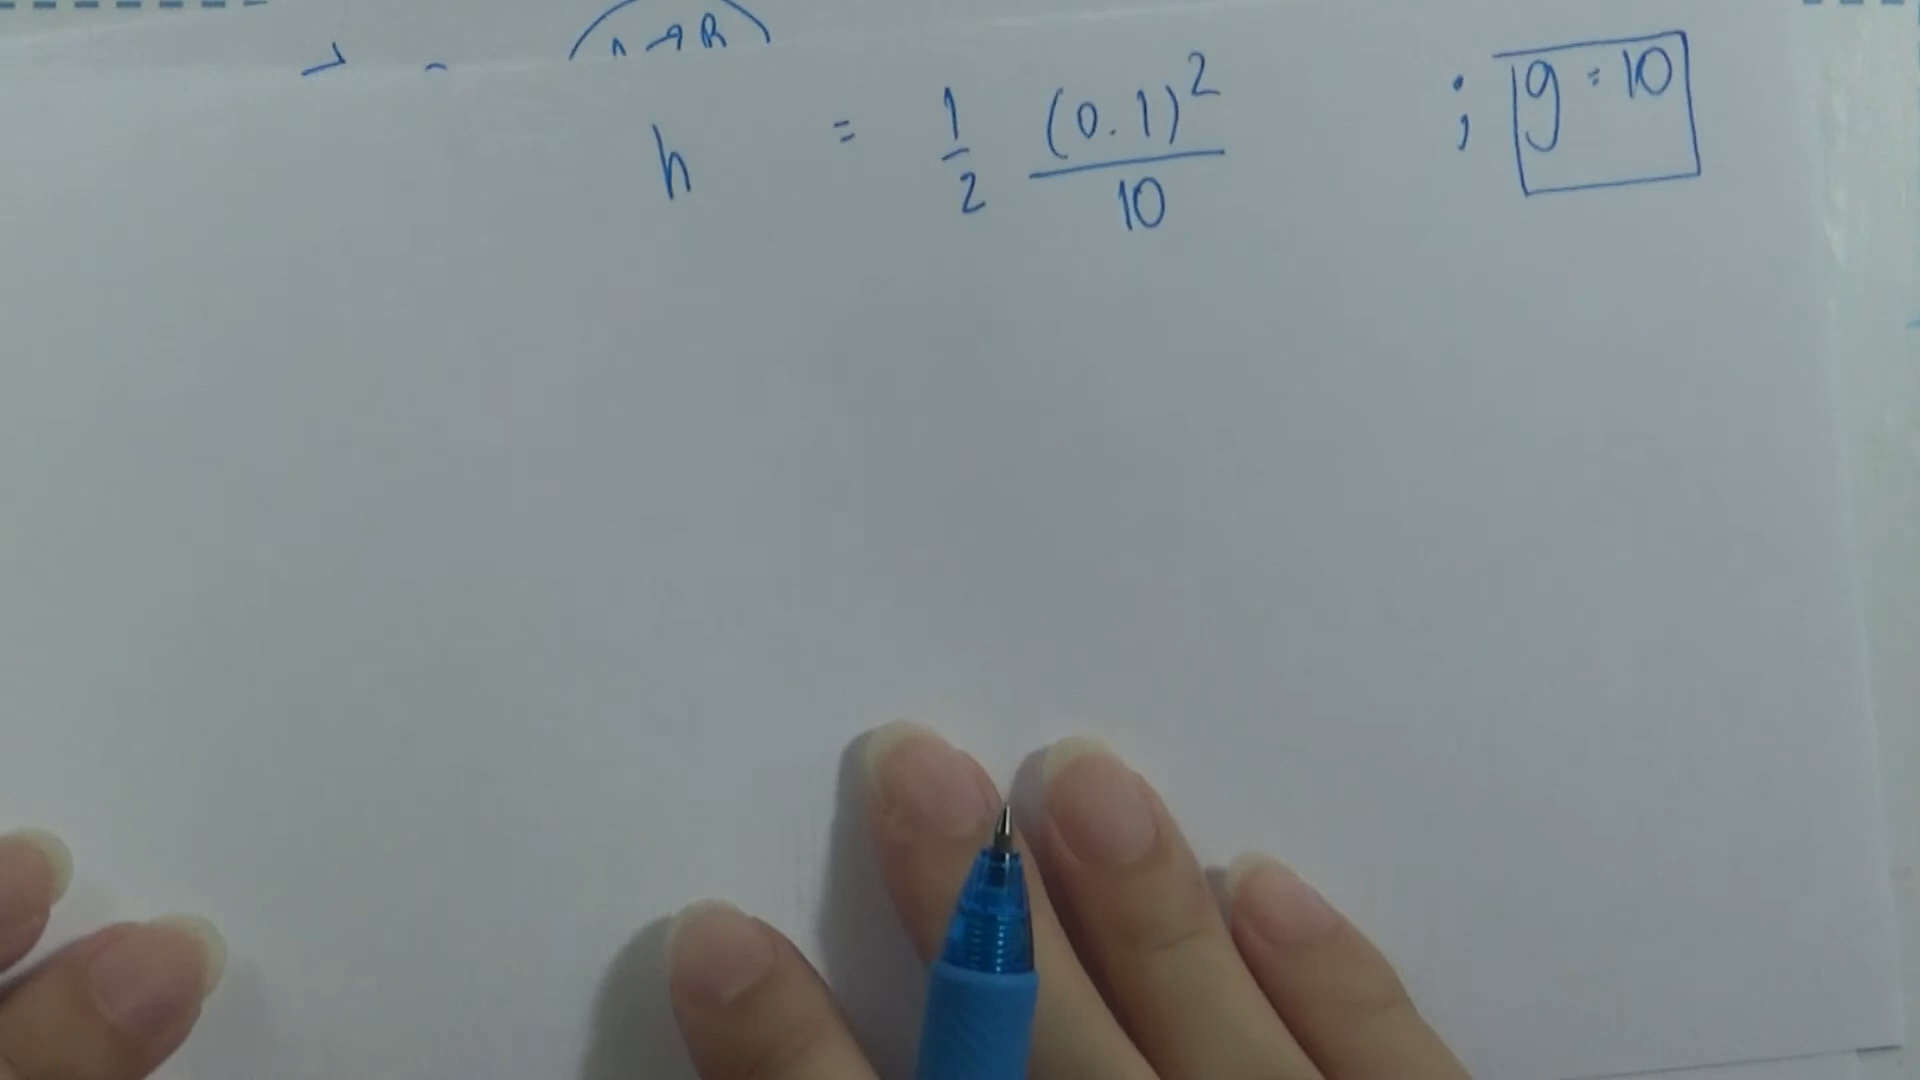 h = 1/2 (0.1)²/10 ; g = 10